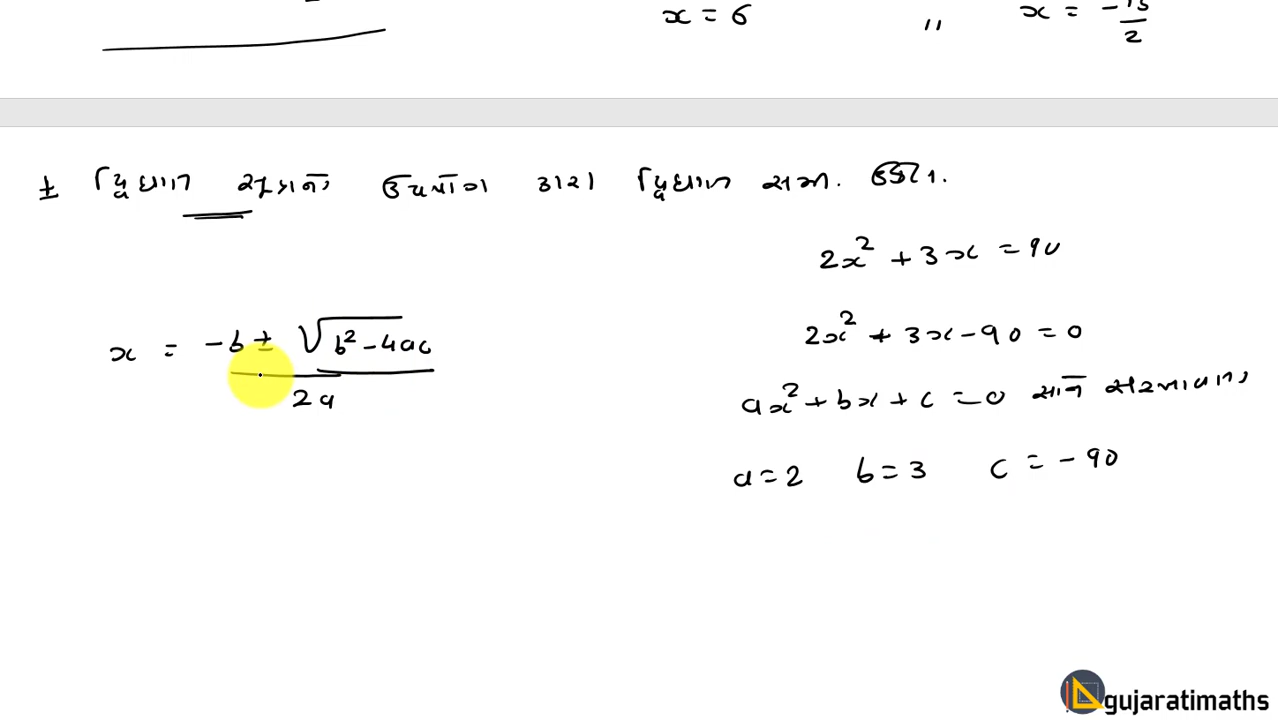 x = 6 ,, x = -15/2
± દ્વિઘાત સૂત્રના ઉપયોગ દ્વારા દ્વિઘાત સમી. ઉકેલો.
2x² + 3x = 90
2x² + 3x - 90 = 0
x = -b ± √(b² - 4ac) / 2a
ax² + bx + c = 0 સાથે સરખાવતા
a = 2 b = 3 c = -90
gujaratimaths